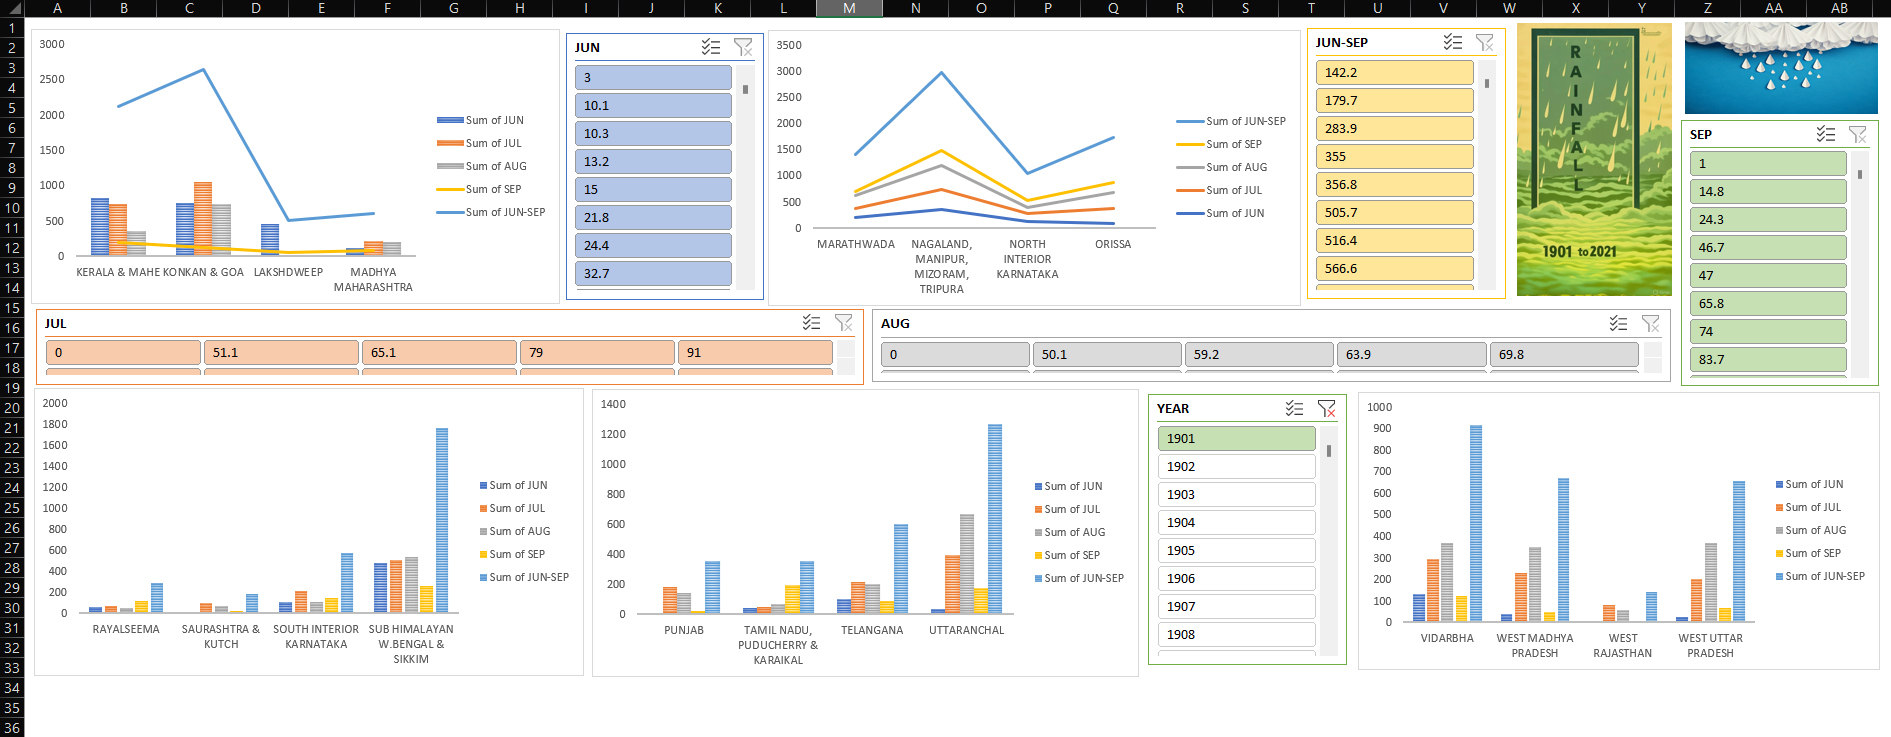 A B C D E F G H I J K L M N O P Q R S T U V W X Y Z AA AB
1
2
3
4
5
6
7
8
9
10
11
12
13
14
15
16
17
18
19
20
21
22
23
24
25
26
27
28
29
30
31
32
33
34
35
36
3000
2500
2000
1500
1000
500
0
KERALA & MAHE KONKAN & GOA LAKSHDWEEP MADHYA
MAHARASHTRA
Sum of JUN
Sum of JUL
Sum of AUG
Sum of SEP
Sum of JUN-SEP
JUN
3
10.1
10.3
13.2
15
21.8
24.4
32.7
3500
3000
2500
2000
1500
1000
500
0
MARATHWADA
NAGALAND,
MANIPUR,
MIZORAM,
TRIPURA
NORTH
INTERIOR
KARNATAKA
ORISSA
Sum of JUN-SEP
Sum of SEP
Sum of AUG
Sum of JUL
Sum of JUN
JUN-SEP
142.2
179.7
283.9
355
356.8
505.7
516.4
566.6
RAINFALL
1901 to 2021
SEP
1
14.8
24.3
46.7
47
65.8
74
83.7
JUL
0 51.1 65.1 79 91
AUG
0 50.1 59.2 63.9 69.8
2000
1800
1600
1400
1200
1000
800
600
400
200
0
RAYALSEEMA
SAURASHTRA &
KUTCH
SOUTH INTERIOR
KARNATAKA
SUB HIMALAYAN
W.BENGAL &
SIKKIM
Sum of JUN
Sum of JUL
Sum of AUG
Sum of SEP
Sum of JUN-SEP
1400
1200
1000
800
600
400
200
0
PUNJAB
TAMIL NADU,
PUDUCHERRY &
KARAIKAL
TELANGANA
UTTARANCHAL
Sum of JUN
Sum of JUL
Sum of AUG
Sum of SEP
Sum of JUN-SEP
YEAR
1901
1902
1903
1904
1905
1906
1907
1908
1000
900
800
700
600
500
400
300
200
100
0
VIDARBHA
WEST MADHYA
PRADESH
WEST
RAJASTHAN
WEST UTTAR
PRADESH
Sum of JUN
Sum of JUL
Sum of AUG
Sum of SEP
Sum of JUN-SEP